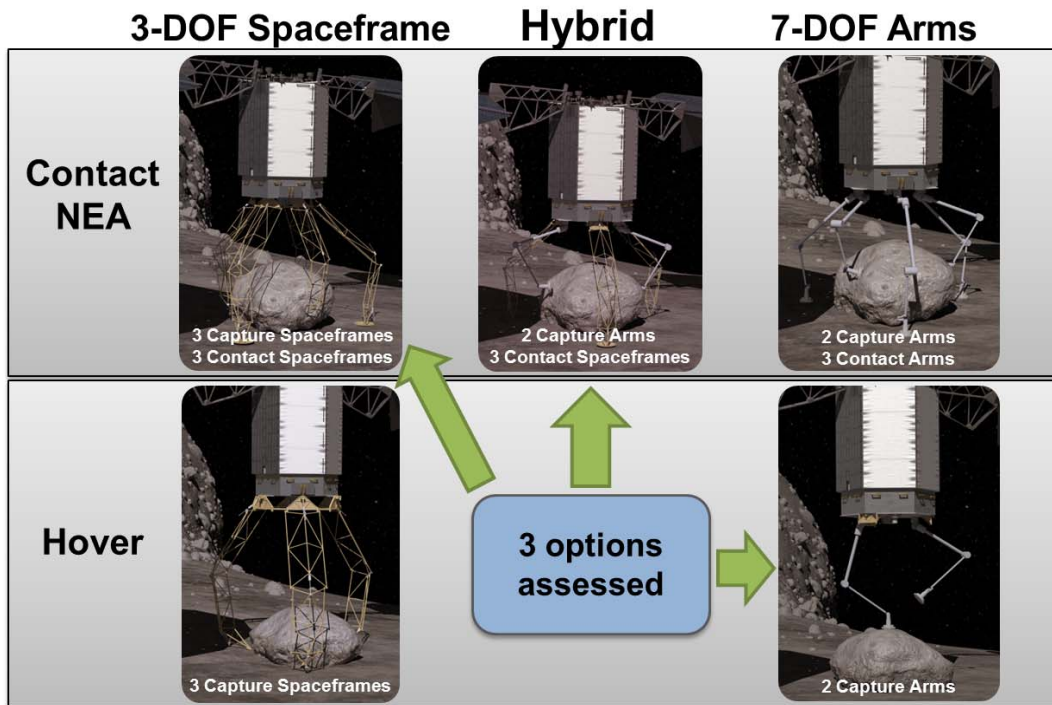 3-DOF Spaceframe
Hybrid
7-DOF Arms
Contact
NEA
3 Capture Spaceframes
3 Contact Spaceframes
2 Capture Arms
3 Contact Spaceframes
2 Capture Arms
3 Contact Arms
Hover
3 Capture Spaceframes
3 options
assessed
2 Capture Arms